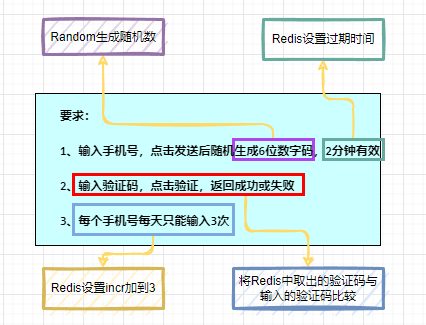 Random生成随机数
Redis设置过期时间
要求：
1、输入手机号，点击发送后随机生成6位数字码，2分钟有效
2、输入验证码，点击验证，返回成功或失败
3、每个手机号每天只能输入3次
Redis设置incr加到3
将Redis中取出的验证码与
输入的验证码比较